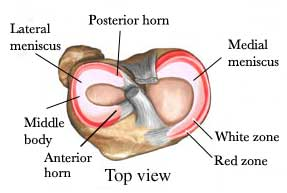 Posterior horn
Lateral
meniscus
Medial
meniscus
Middle
body
White zone
Anterior
horn
Red zone
Top view